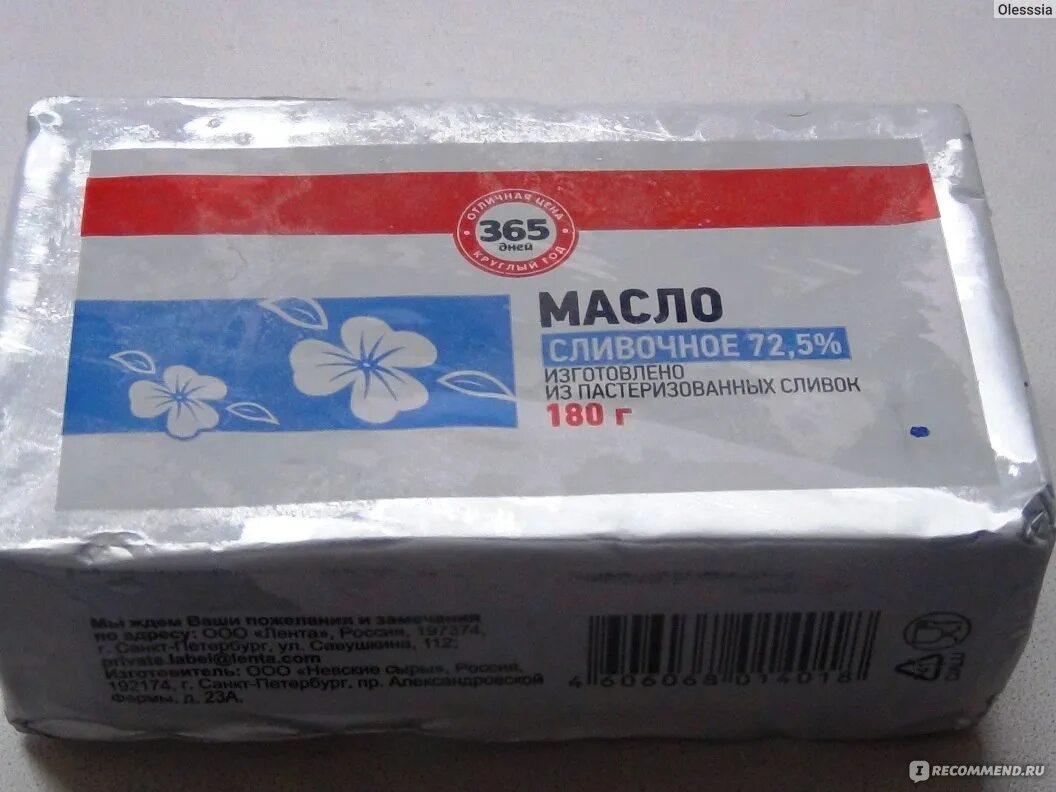 Olesssia
ОТЛИЧНАЯ ЦЕНА
365
дней
КРУГЛЫЙ ГОД
МАСЛО
СЛИВОЧНОЕ 72,5%
ИЗГОТОВЛЕНО
ИЗ ПАСТЕРИЗОВАННЫХ СЛИВОК
180 г
Мы ждем Ваши пожелания и замечания
по адресу: ООО «Лента», Россия, 197374,
г. Санкт-Петербург, ул. Савушкина, 112;
private.label@lenta.com
Изготовитель: ООО «Невские сыры», Россия,
192174, г. Санкт-Петербург, пр. Александровской
Фермы, д. 23А.
4 606068 014018
IRECOMMEND.RU